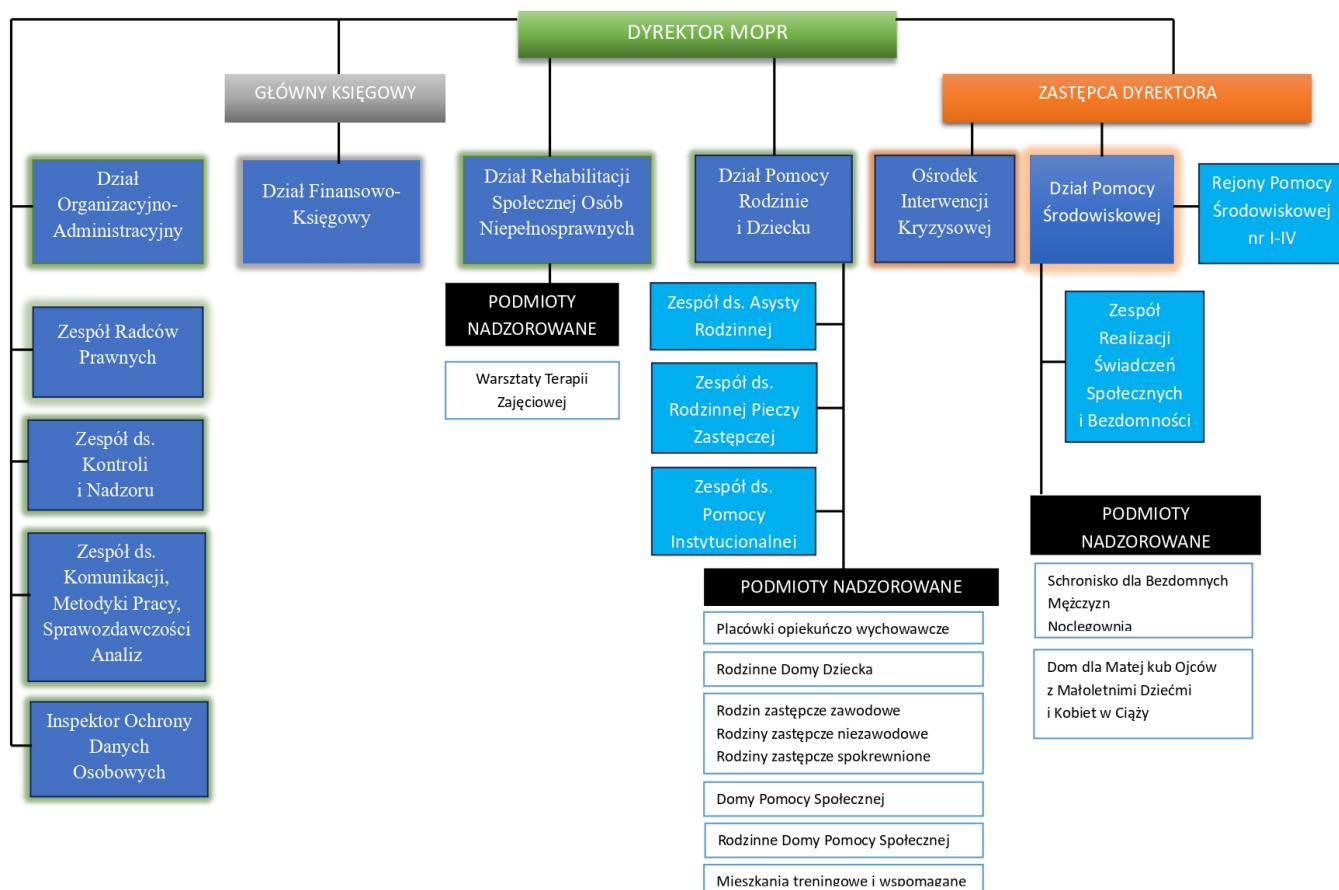 DYREKTOR MOPR
GŁÓWNY KSIĘGOWY
ZASTĘPCA DYREKTORA
Dział
Organizacyjno-
Administracyjny
Dział Finansowo-
Księgowy
Dział Rehabilitacji
Społecznej Osób
Niepełnosprawnych
Dział Pomocy
Rodzinie
i Dziecku
Ośrodek
Interwencji
Kryzysowej
Dział Pomocy
Środowiskowej
Rejony Pomocy
Środowiskowej
nr I-IV
Zespół Radców
Prawnych
Zespół ds.
Kontroli
i Nadzoru
Zespół ds.
Komunikacji,
Metodyki Pracy,
Sprawozdawczości
Analiz
Inspektor Ochrony
Danych
Osobowych
PODMIOTY
NADZOROWANE
Warsztaty Terapii
Zajęciowej
Zespół ds. Asysty
Rodzinnej
Zespół ds.
Rodzinnej Pieczy
Zastępczej
Zespół ds.
Pomocy
Instytucjonalnej
PODMIOTY NADZOROWANE
Placówki opiekuńczo wychowawcze
Rodzinne Domy Dziecka
Rodzin zastępcze zawodowe
Rodziny zastępcze niezawodowe
Rodziny zastępcze spokrewnione
Domy Pomocy Społecznej
Rodzinne Domy Pomocy Społecznej
Mieszkania treningowe i wspomagane
Zespół
Realizacji
Świadczeń
Społecznych
i Bezdomności
PODMIOTY
NADZOROWANE
Schronisko dla Bezdomnych
Mężczyzn
Noclegownia
Dom dla Matej kub Ojców
z Małoletnimi Dziećmi
i Kobiet w Ciąży